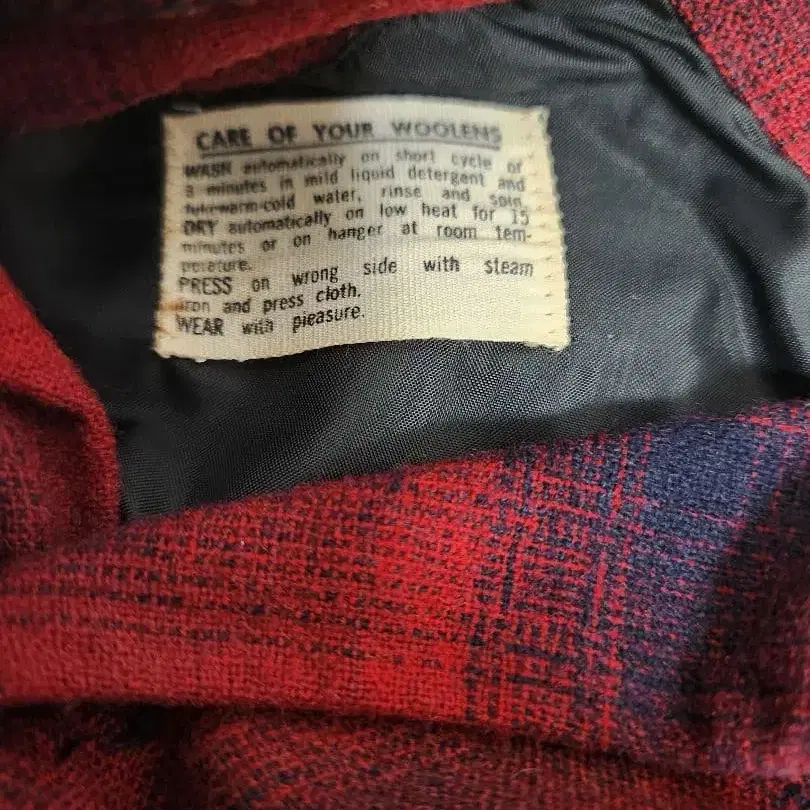 CARE OF YOUR WOOLENS
WASH automatically on short cycle of
3 minutes in mild liquid detergent and
lukewarm-cold water, rinse and spin.
DRY automatically on low heat for 15
minutes or on hanger at room tem-
perature.
PRESS on wrong side with steam
iron and press cloth.
WEAR with pleasure.